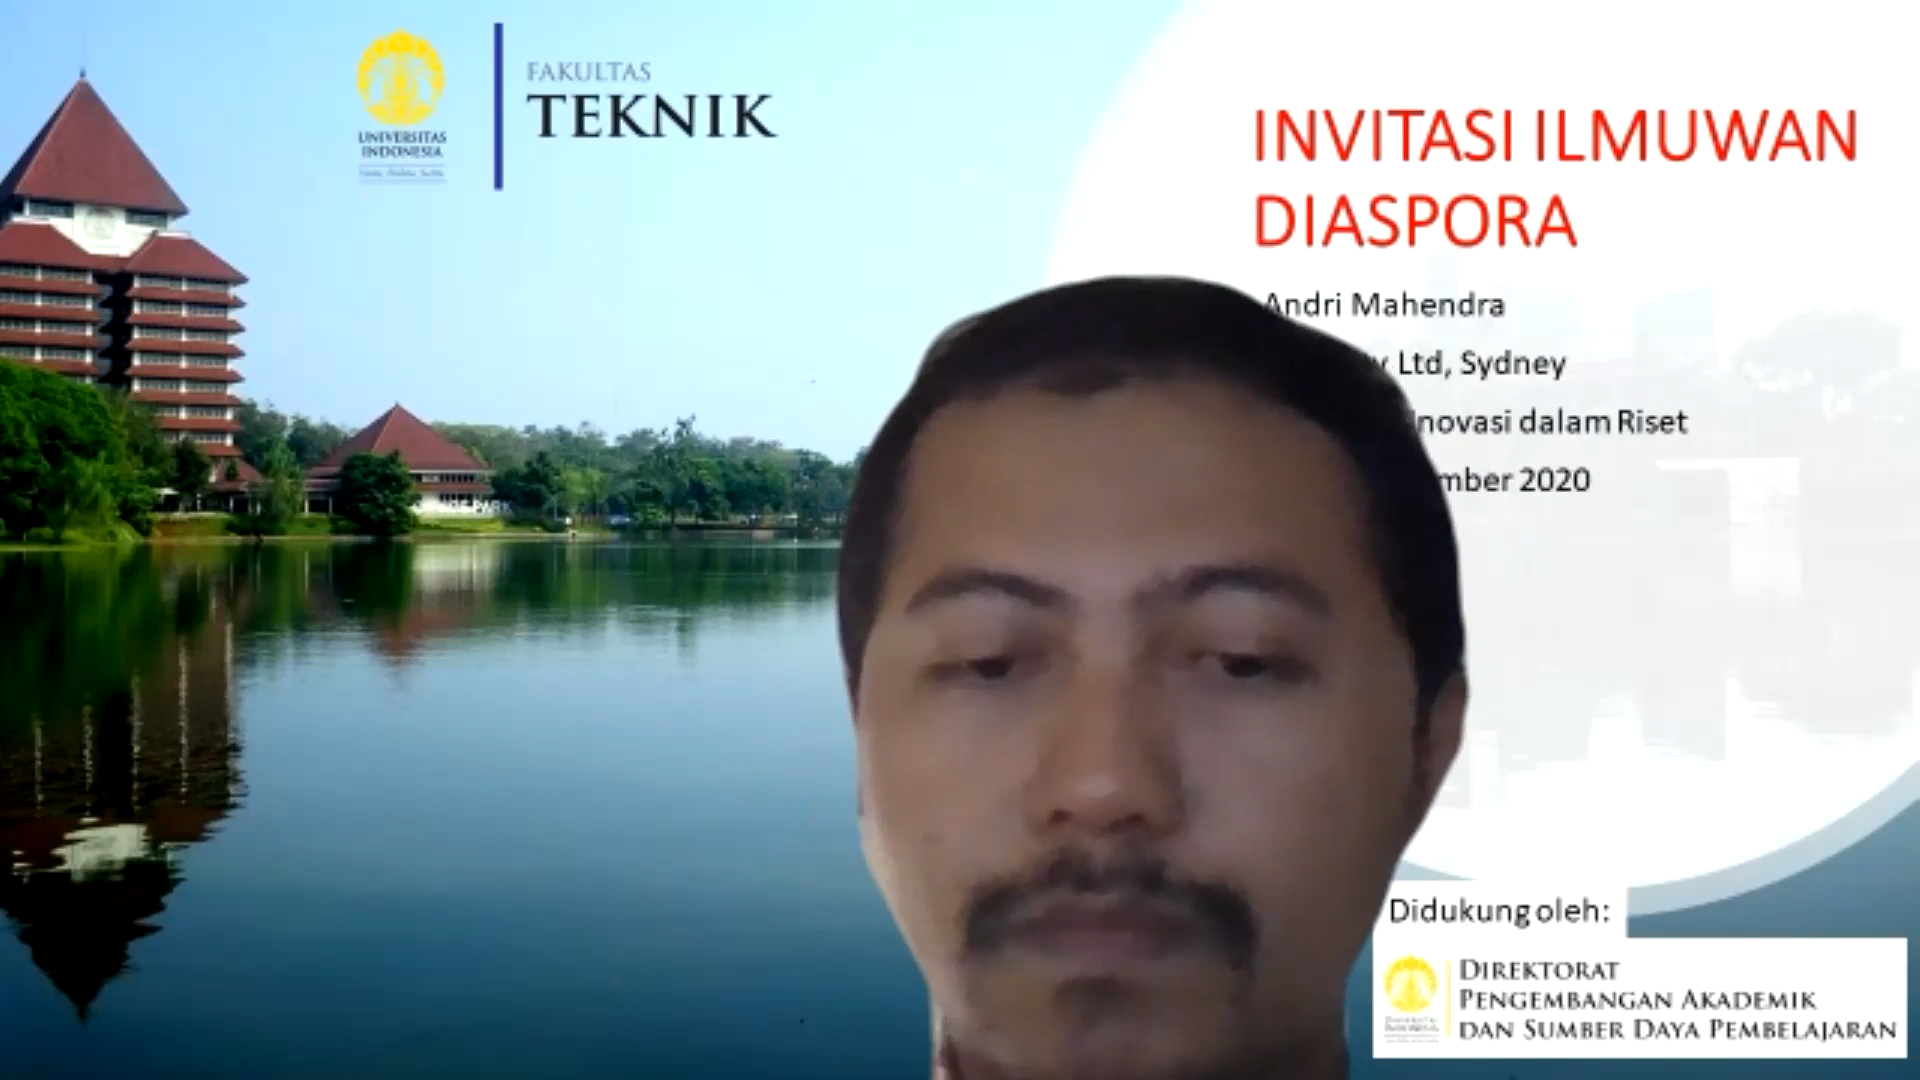 UNIVERSITAS
INDONESIA
FAKULTAS
TEKNIK
INVITASI ILMUWAN
DIASPORA
Andri Mahendra
Ltd, Sydney
Inovasi dalam Riset
mber 2020
Didukung oleh:
DIREKTORAT
PENGEMBANGAN AKADEMIK
DAN SUMBER DAYA PEMBELAJARAN